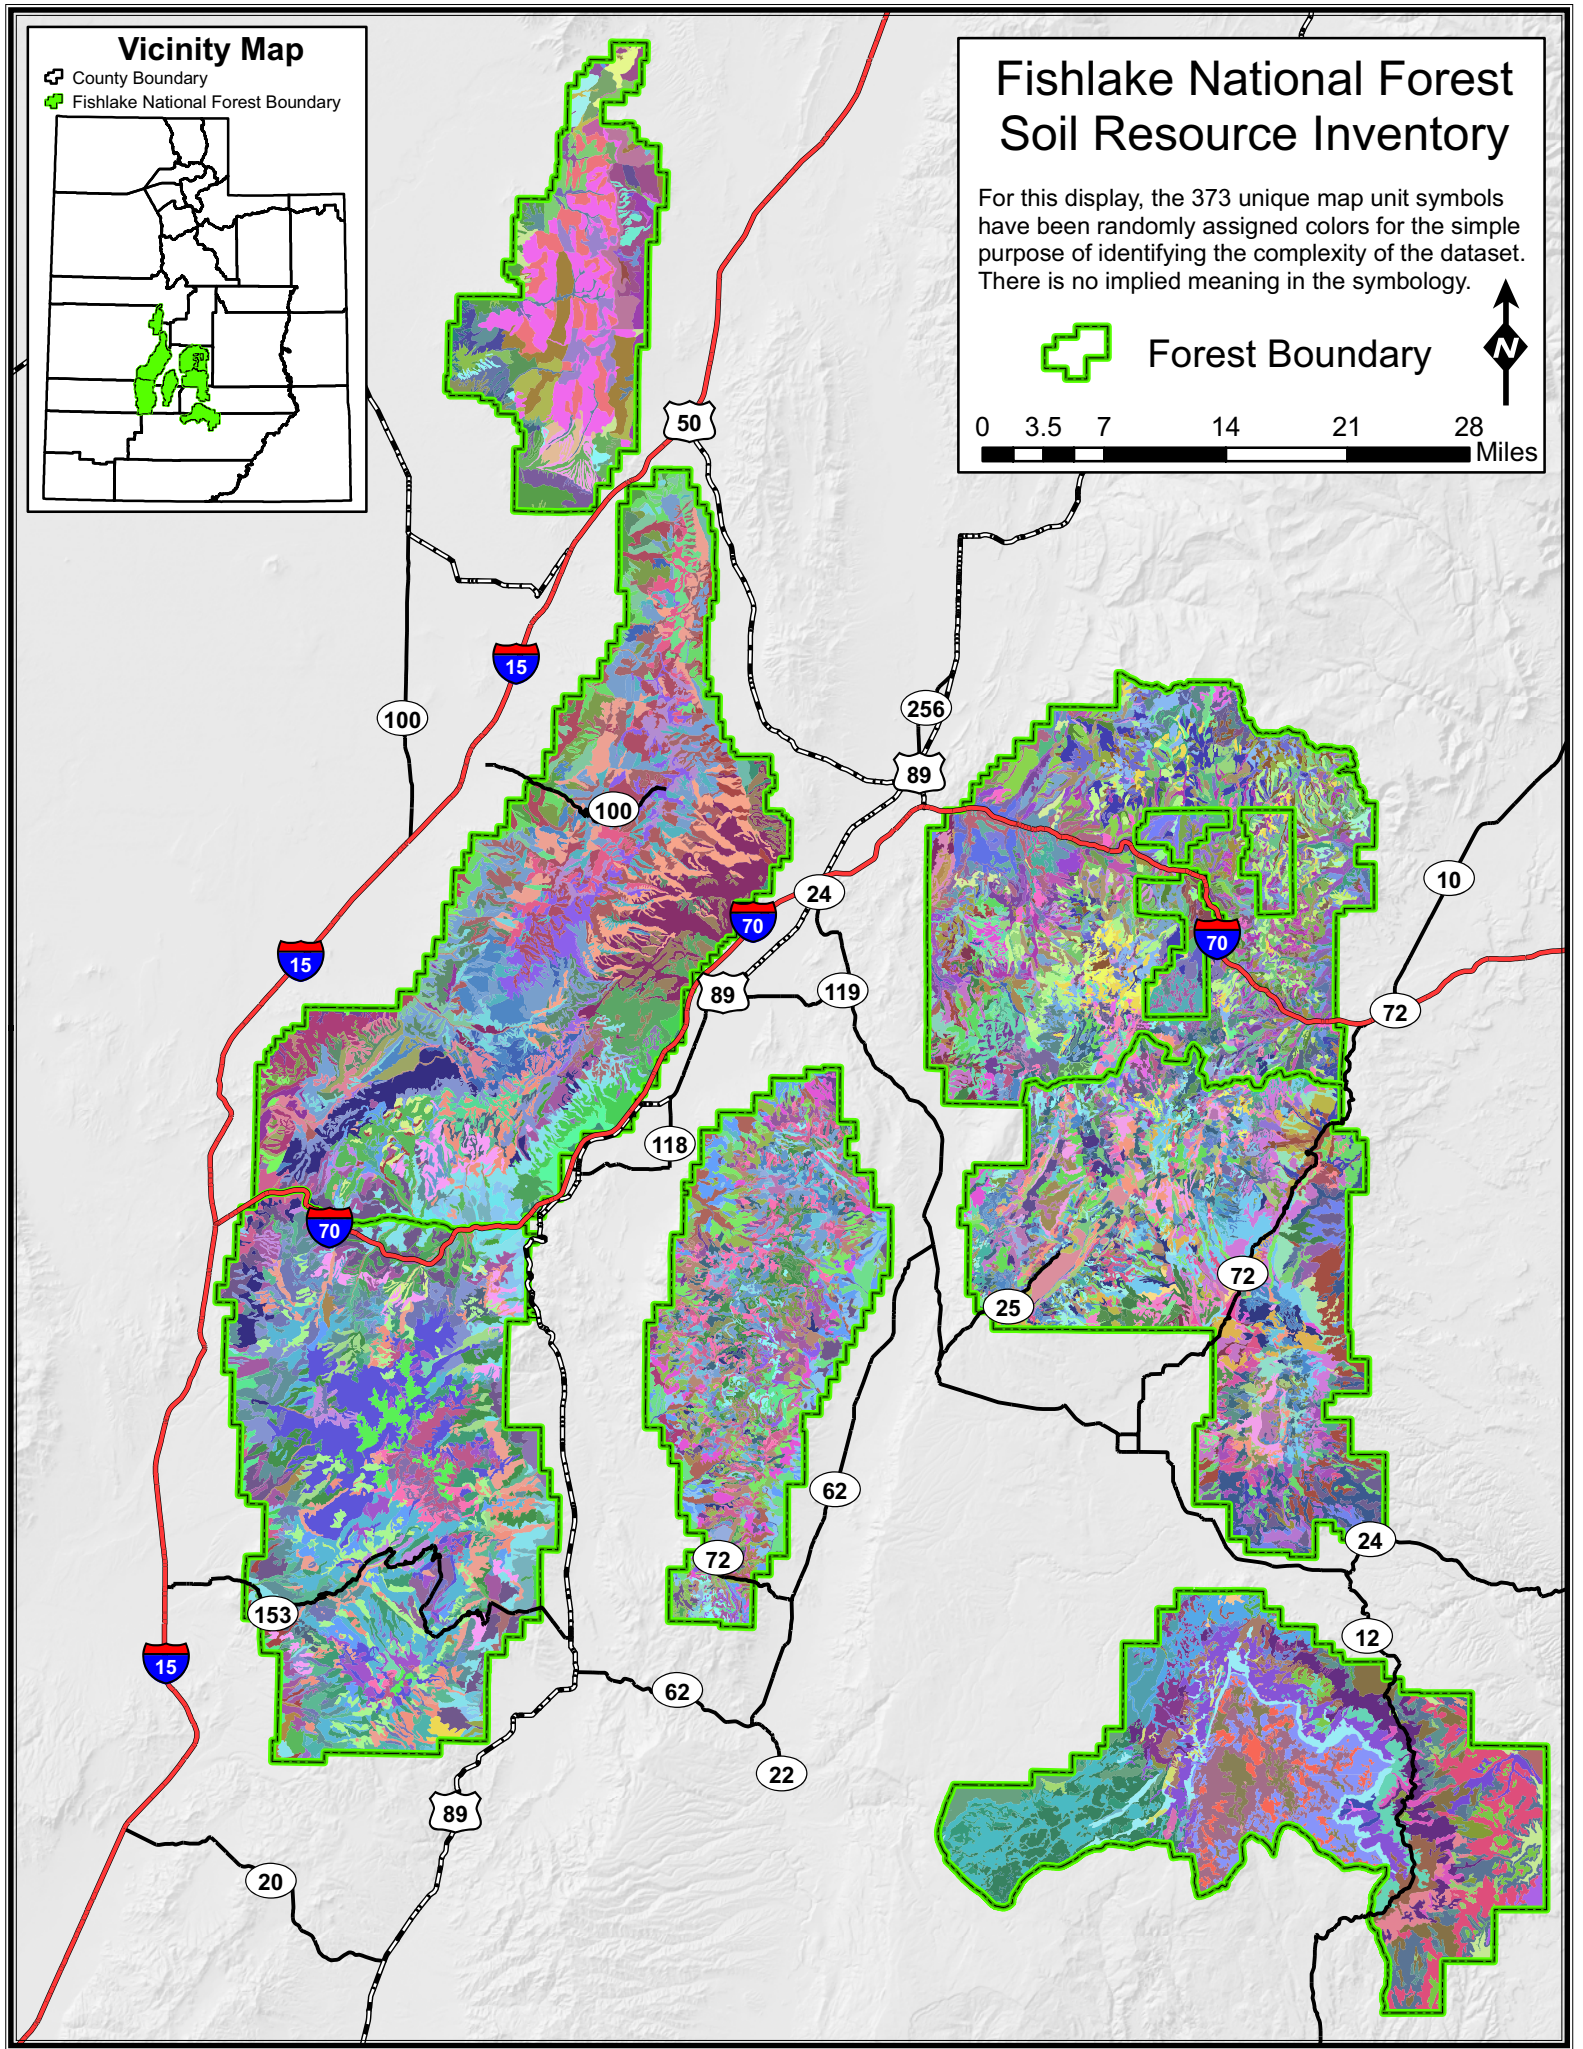 Vicinity Map
County Boundary
Fishlake National Forest Boundary
Fishlake National Forest
Soil Resource Inventory
For this display, the 373 unique map unit symbols
have been randomly assigned colors for the simple
purpose of identifying the complexity of the dataset.
There is no implied meaning in the symbology.
Forest Boundary
N
0 3.5 7 14 21 28
Miles
50
15
100
256
89
100
10
24
70
70
15
89
119
72
118
70
72
25
62
24
72
153
12
15
62
22
89
20